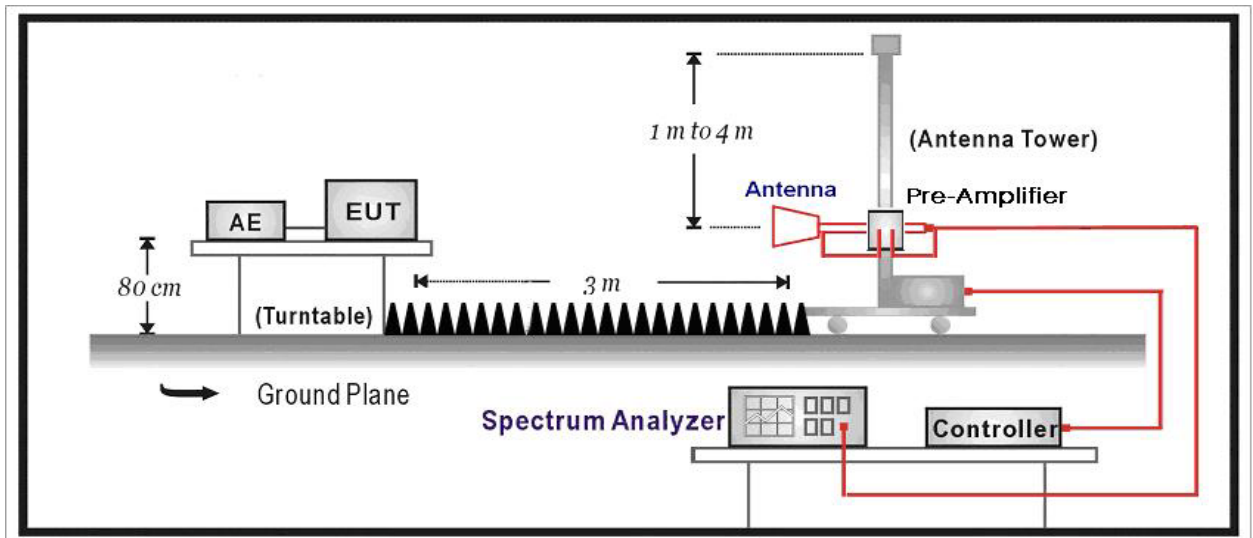 1 m to 4 m
(Antenna Tower)
Antenna
Pre-Amplifier
AE
EUT
80 cm
3 m
(Turntable)
Ground Plane
Spectrum Analyzer
Controller